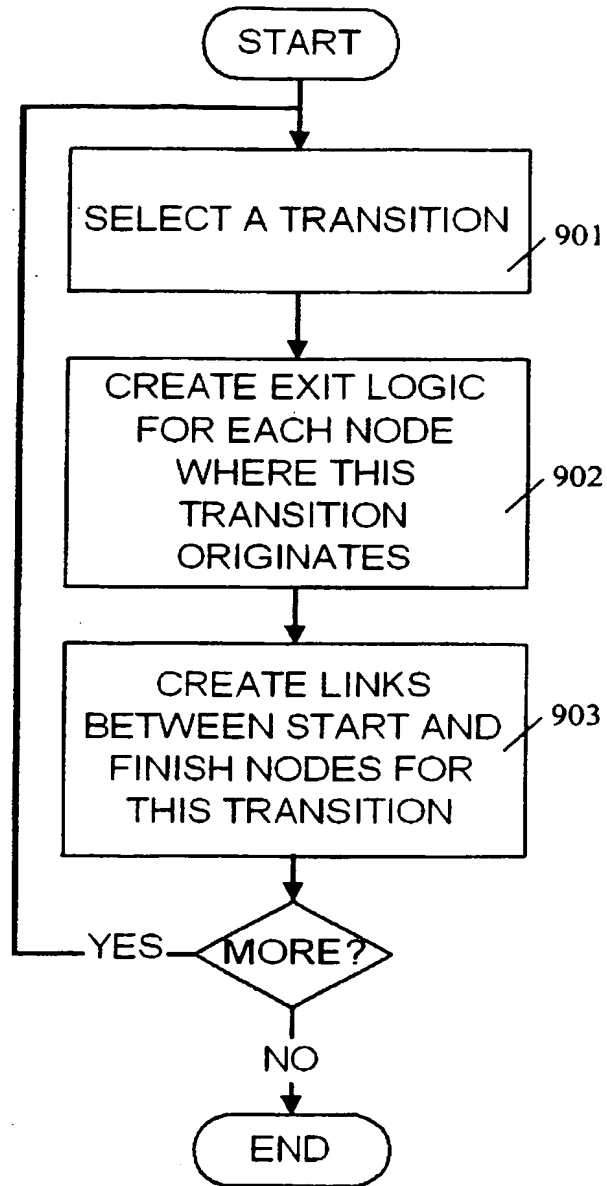 START
SELECT A TRANSITION
901
CREATE EXIT LOGIC
FOR EACH NODE
WHERE THIS
TRANSITION
ORIGINATES
902
CREATE LINKS
BETWEEN START AND
FINISH NODES FOR
THIS TRANSITION
903
YES
MORE?
NO
END